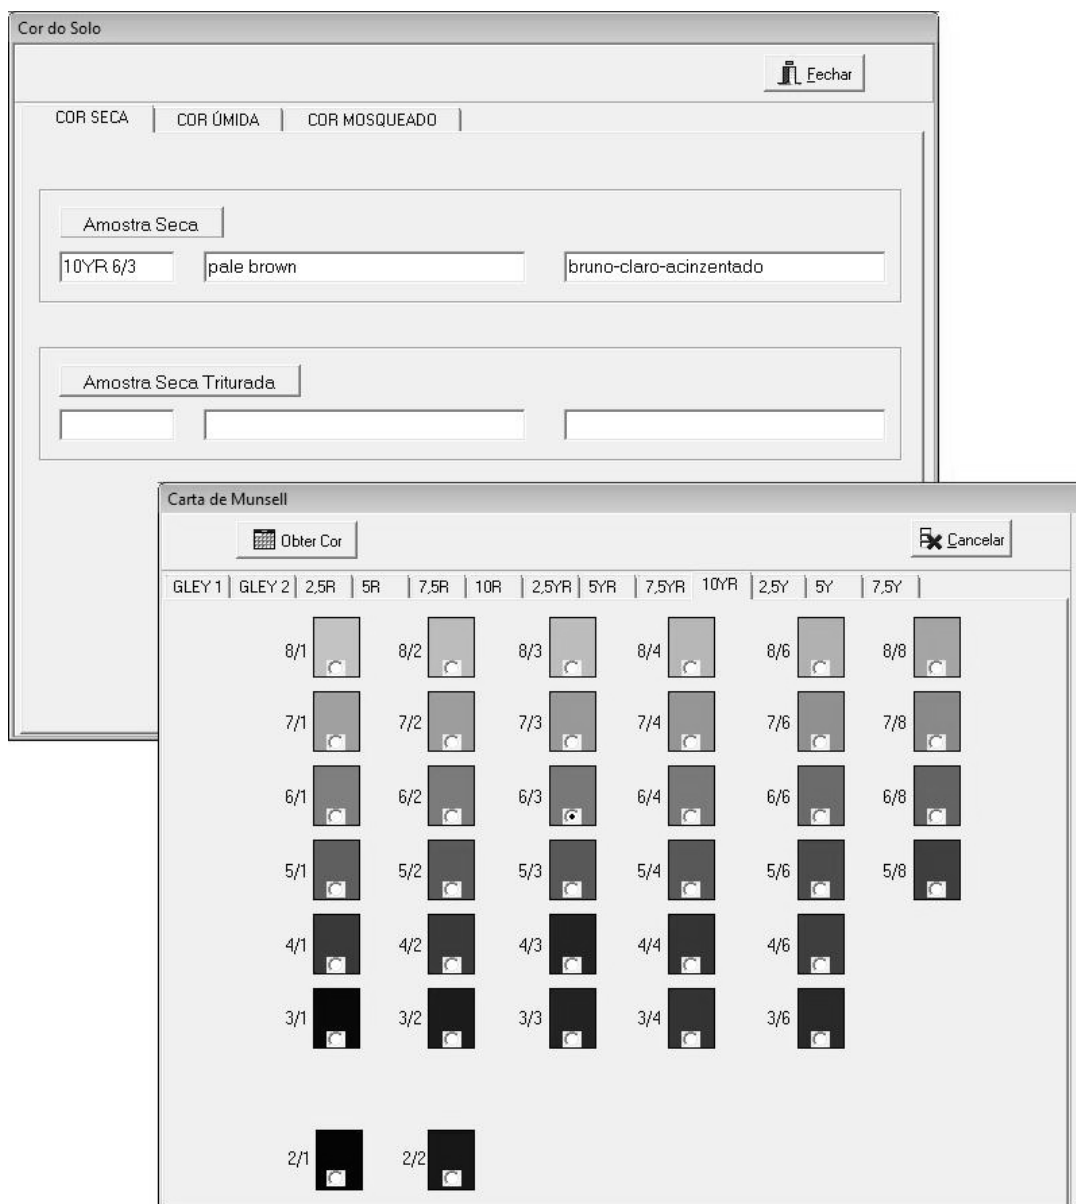 Cor do Solo
Fechar
COR SECA COR ÚMIDA COR MOSQUEADO
Amostra Seca
10YR 6/3 pale brown bruno-claro-acinzentado
Amostra Seca Triturada
Carta de Munsell
Obter Cor Cancelar
GLEY 1 GLEY 2 2,5R 5R 7,5R 10R 2,5YR 5YR 7,5YR 10YR 2,5Y 5Y 7,5Y
8/1 8/2 8/3 8/4 8/6 8/8
7/1 7/2 7/3 7/4 7/6 7/8
6/1 6/2 6/3 6/4 6/6 6/8
5/1 5/2 5/3 5/4 5/6 5/8
4/1 4/2 4/3 4/4 4/6
3/1 3/2 3/3 3/4 3/6
2/1 2/2